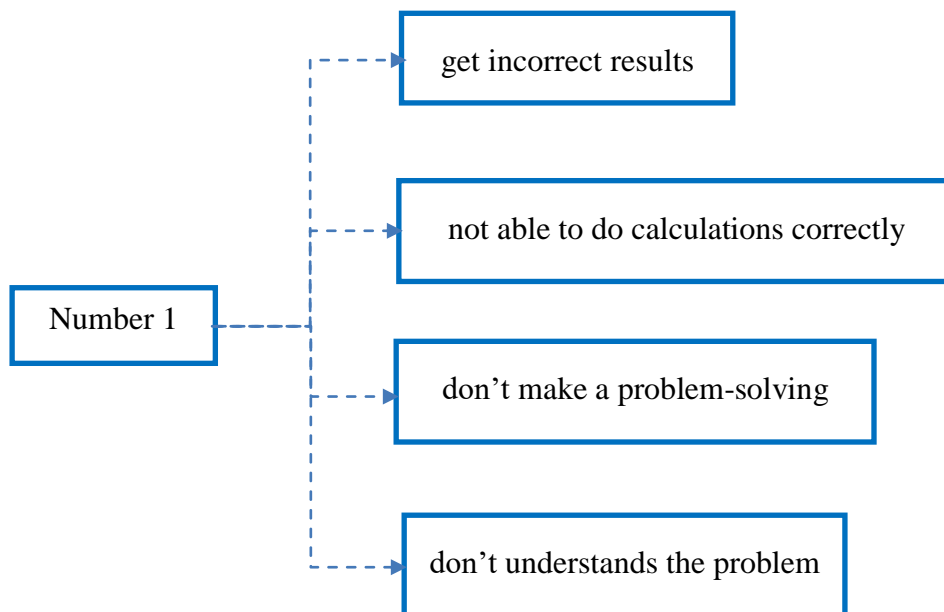 get incorrect results
not able to do calculations correctly
Number 1
don’t make a problem-solving
don’t understands the problem